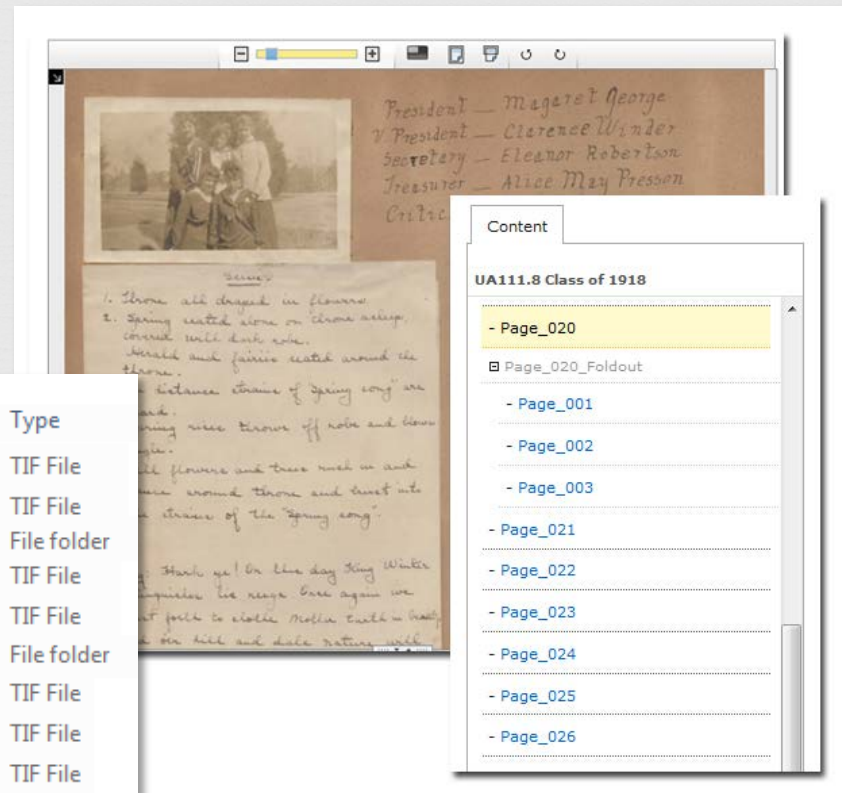 President — Magaret George
V President — Clarence Winder
Secretary — Eleanor Robertson
Treasurer — Alice May Presson
Critic
Scene:
1. Throne all draped in flowers.
2. Spring seated alone on throne asleep,
covered with dark robe.
Herald and fairies seated around the
throne.
distance strains of "Spring song" are
rises throws off robe and blows
flowers and trees rush in and
around throne and
strains of the "Spring song".
Hark ye! On this day King Winter
his reign Once again we
forth to clothe Mother Earth in beauty
hill and dale nature will
Content
UA111.8 Class of 1918
- Page_020
Page_020_Foldout
- Page_001
- Page_002
- Page_003
- Page_021
- Page_022
- Page_023
- Page_024
- Page_025
- Page_026
Type
TIF File
TIF File
File folder
TIF File
TIF File
File folder
TIF File
TIF File
TIF File